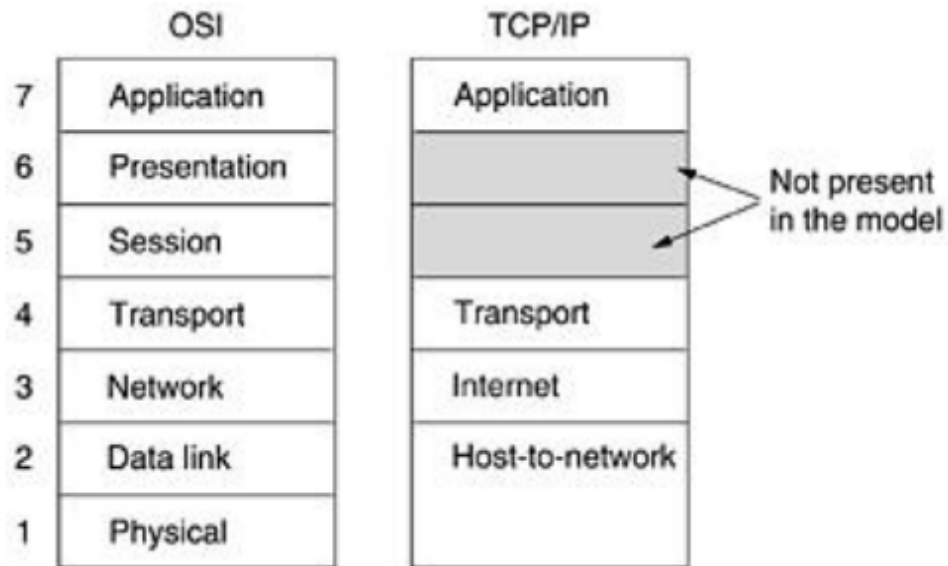 OSI TCP/IP
7 Application Application
6 Presentation
Not present
in the model
5 Session
4 Transport Transport
3 Network Internet
2 Data link Host-to-network
1 Physical